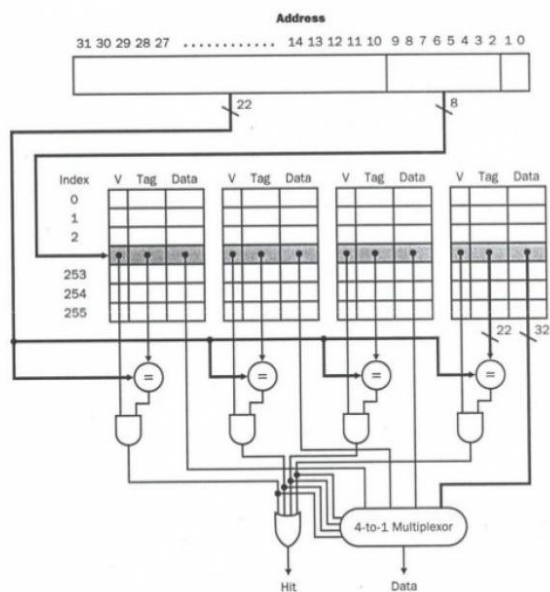 Address
31 30 29 28 27 ............ 14 13 12 11 10 9 8 7 6 5 4 3 2 1 0
22
8
Index V Tag Data V Tag Data V Tag Data V Tag Data
0
1
2
253
254
255
22
32
= = = =
4-to-1 Multiplexor
Hit Data